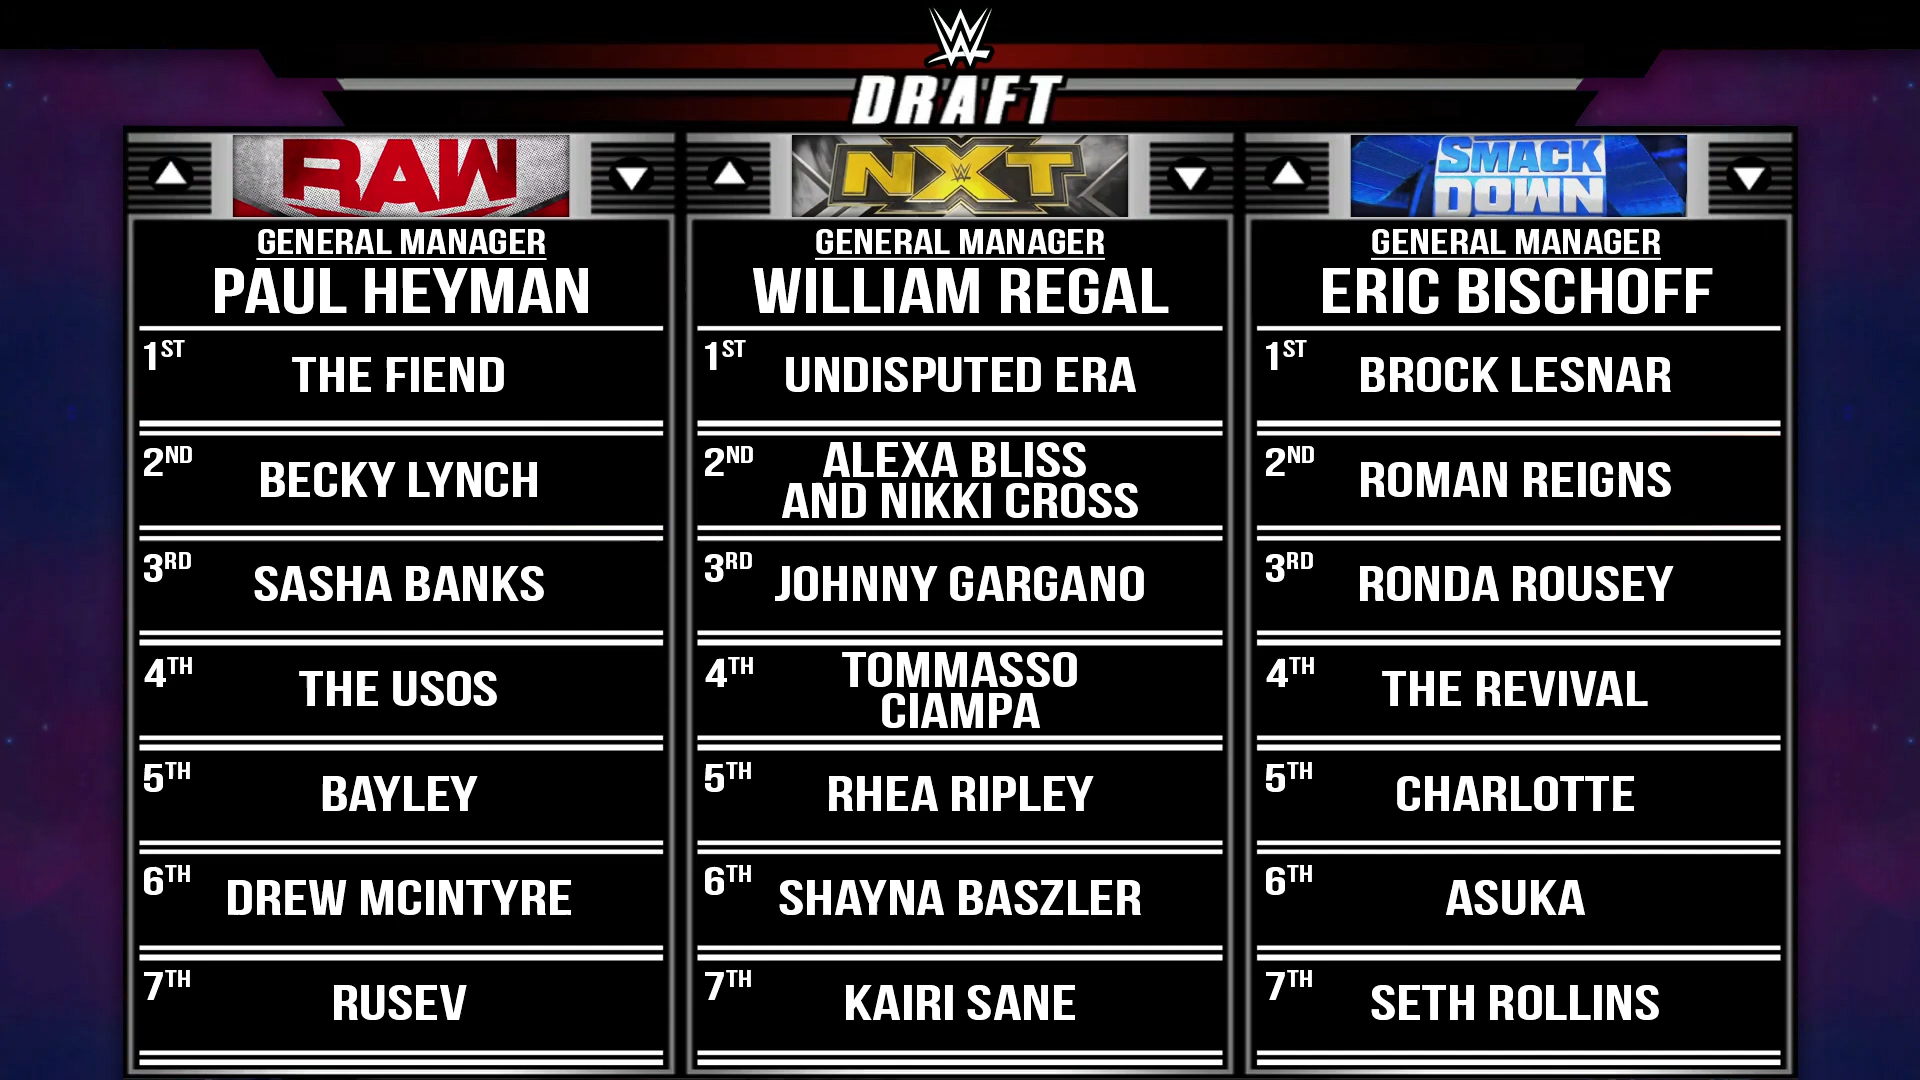 W
DRAFT
RAW
GENERAL MANAGER
PAUL HEYMAN
1ST THE FIEND
2ND BECKY LYNCH
3RD SASHA BANKS
4TH THE USOS
5TH BAYLEY
6TH DREW MCINTYRE
7TH RUSEV
NXT
W
GENERAL MANAGER
WILLIAM REGAL
1ST UNDISPUTED ERA
2ND ALEXA BLISS
AND NIKKI CROSS
3RD JOHNNY GARGANO
4TH TOMMASSO
CIAMPA
5TH RHEA RIPLEY
6TH SHAYNA BASZLER
7TH KAIRI SANE
SMACK
DOWN
GENERAL MANAGER
ERIC BISCHOFF
1ST BROCK LESNAR
2ND ROMAN REIGNS
3RD RONDA ROUSEY
4TH THE REVIVAL
5TH CHARLOTTE
6TH ASUKA
7TH SETH ROLLINS